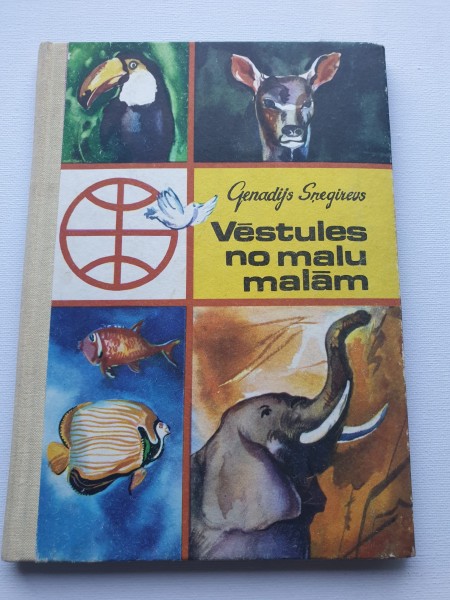 Genadijs Sņegirevs
Vēstules
no malu
malām